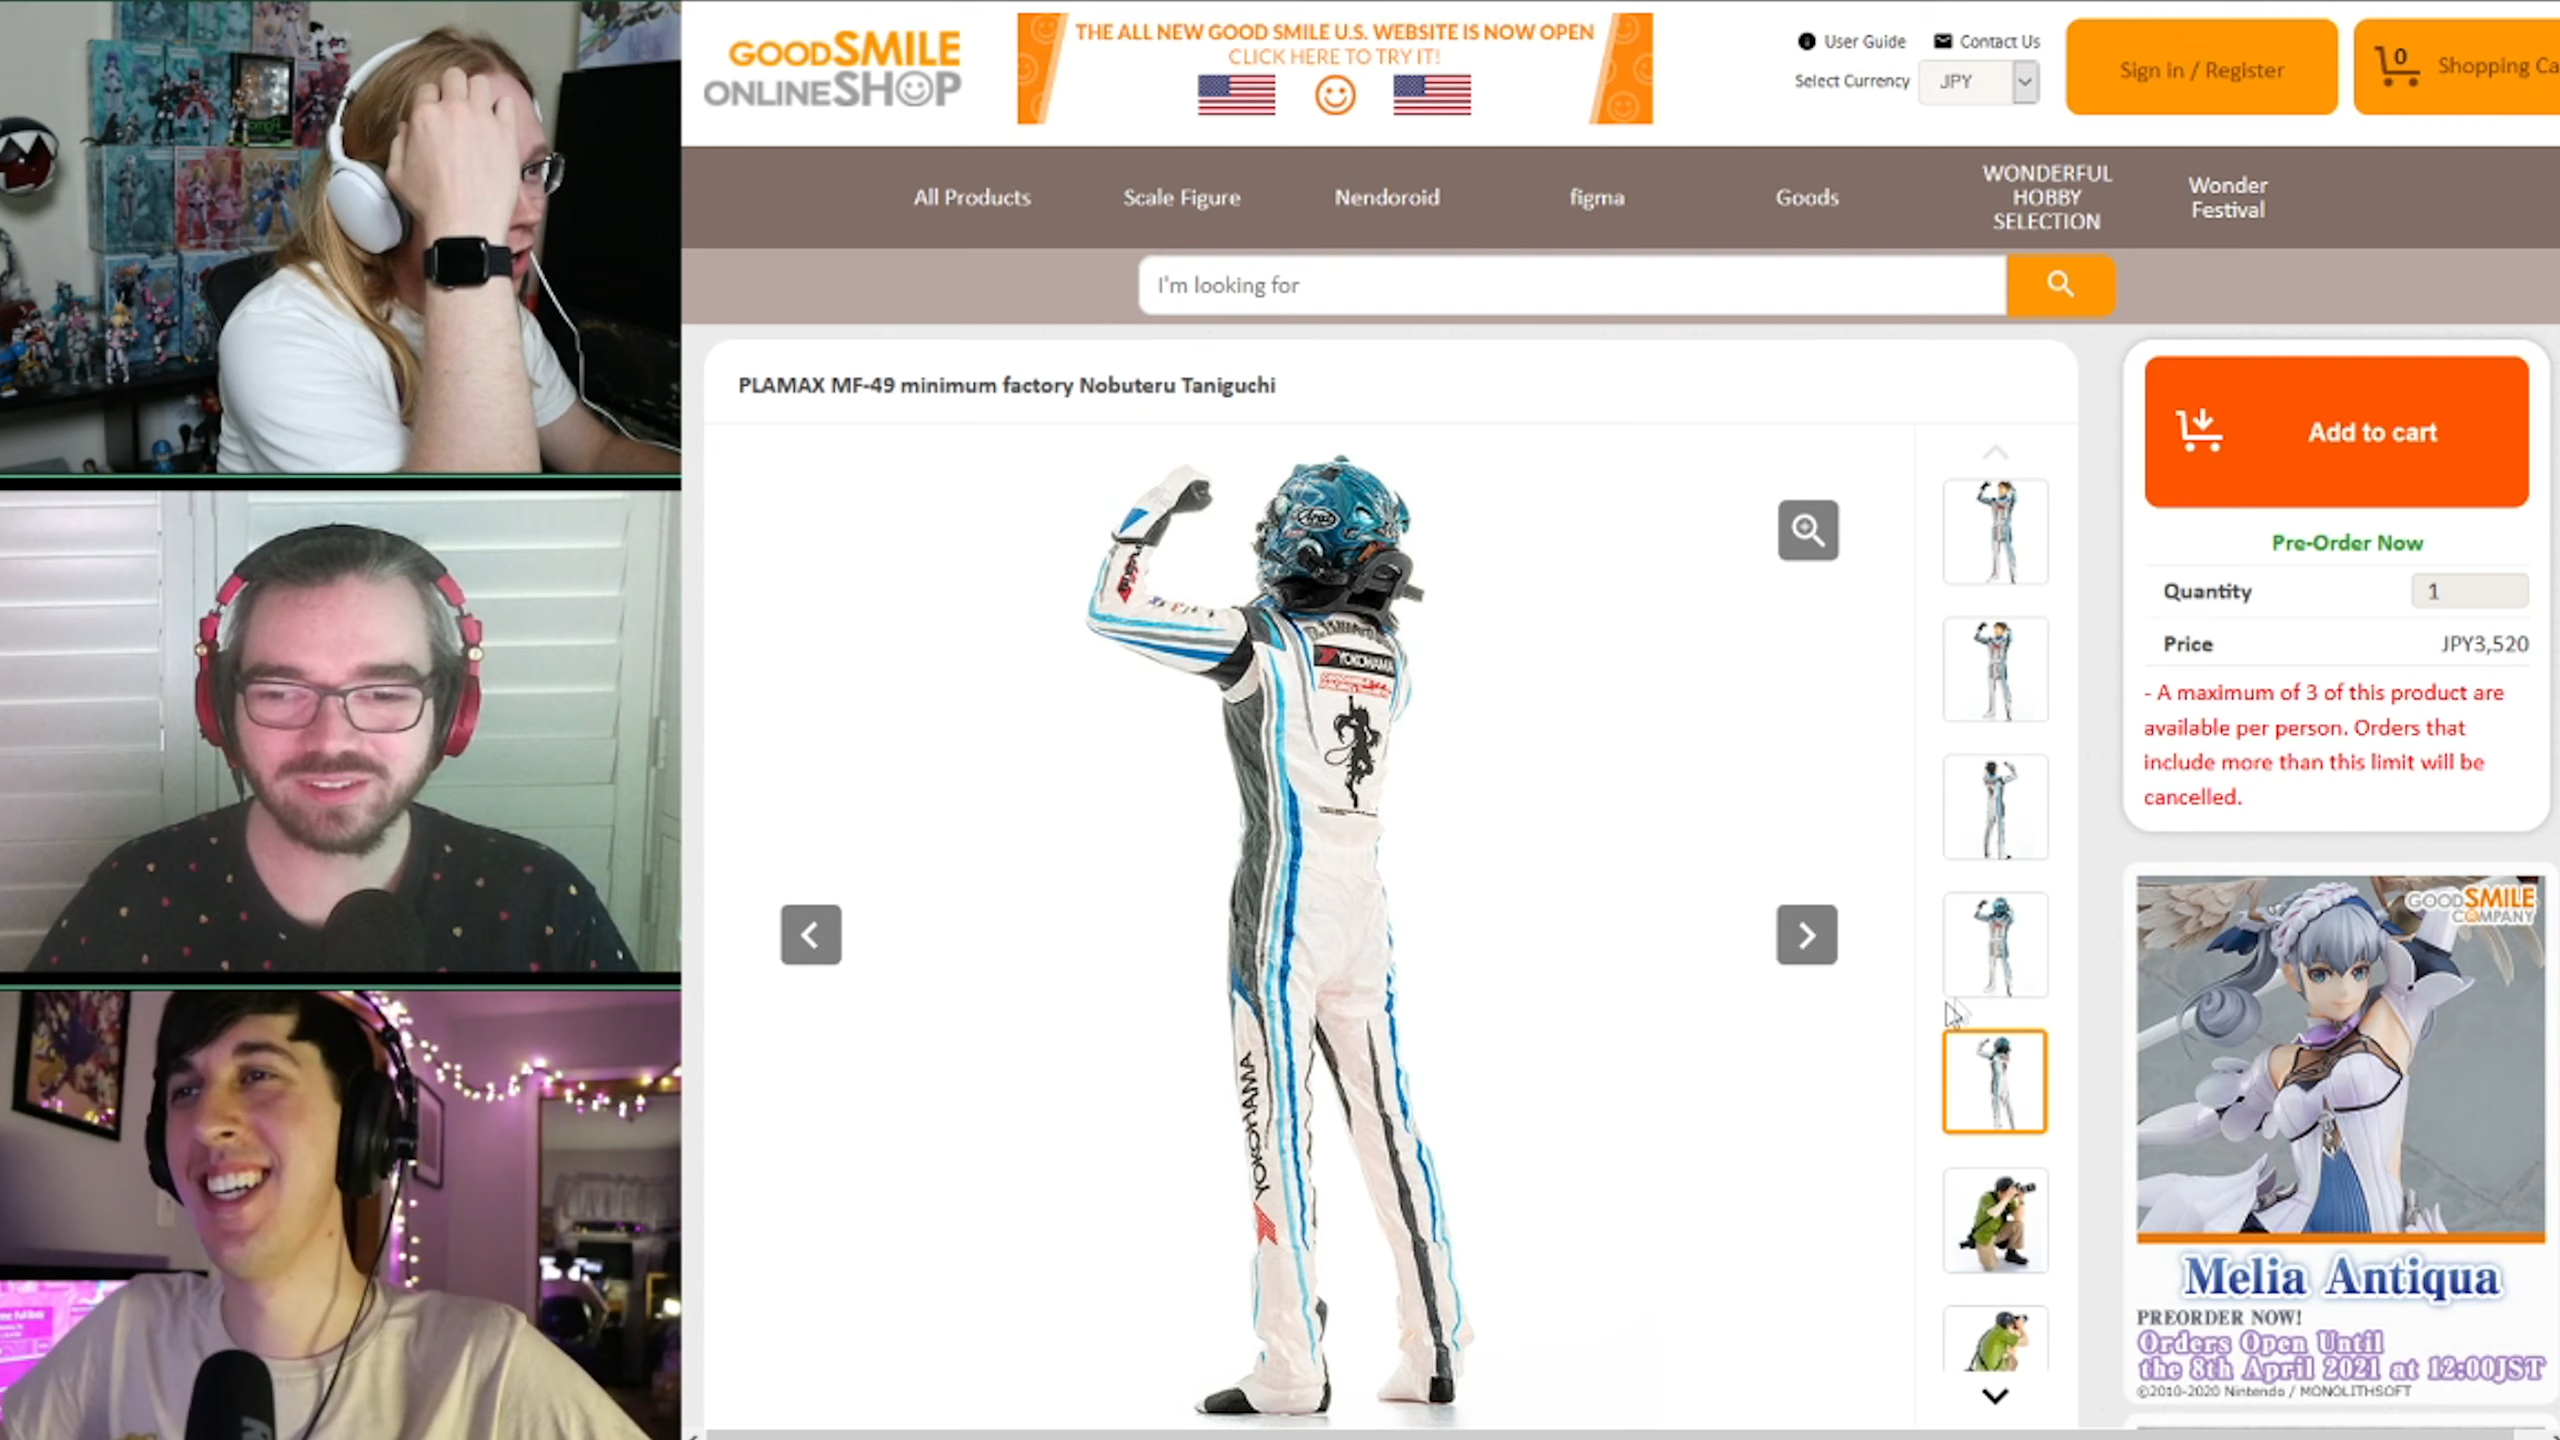 GOODSMILE
ONLINESHOP
THE ALL NEW GOOD SMILE U.S. WEBSITE IS NOW OPEN
CLICK HERE TO TRY IT!
User Guide
Contact Us
Select Currency
JPY
Sign in / Register
0
Shopping Ca
All Products
Scale Figure
Nendoroid
figma
Goods
WONDERFUL
HOBBY
SELECTION
Wonder
Festival
I'm looking for
PLAMAX MF-49 minimum factory Nobuteru Taniguchi
Arai
YOKOHAMA
YOKOHAMA
Add to cart
Pre-Order Now
Quantity
1
Price
JPY3,520
- A maximum of 3 of this product are
available per person. Orders that
include more than this limit will be
cancelled.
GOODSMILE
COMPANY
Melia Antiqua
PREORDER NOW!
Orders Open Until
the 8th April 2021 at 12:00JST
©2010-2020 Nintendo / MONOLITHSOFT